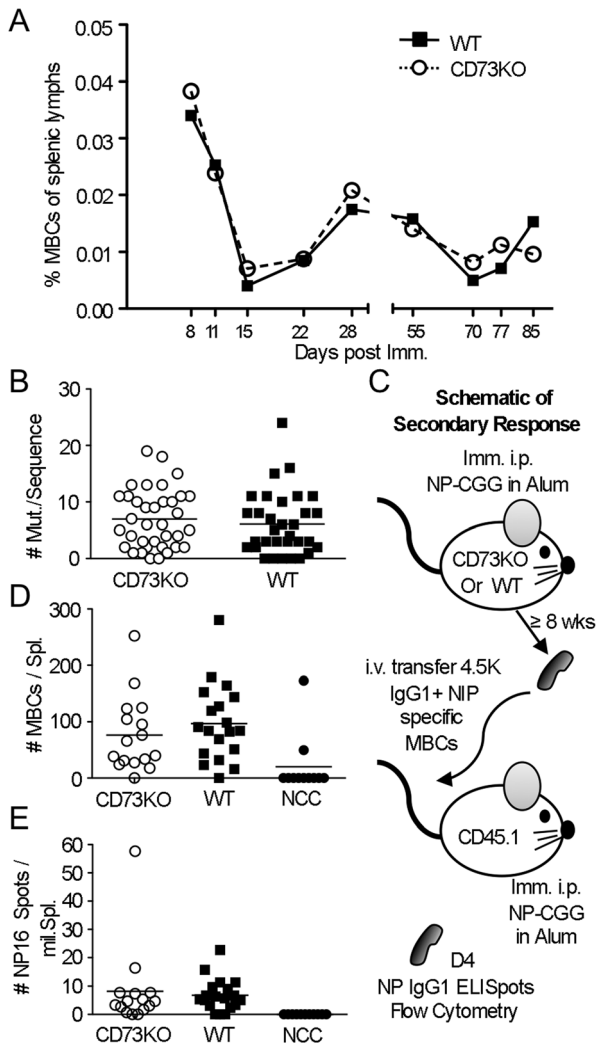 A
% MBCs of splenic lymphs
0.05
0.04
0.03
0.02
0.01
0.00
WT
CD73KO
8 11 15 22 28 55 70 77 85
Days post Imm.
B
# Mut./Sequence
30
20
10
0
CD73KO WT
C
Schematic of
Secondary Response
Imm. i.p.
NP-CGG in Alum
CD73KO
Or WT
≥ 8 wks
i.v. transfer 4.5K
IgG1+ NIP
specific
MBCs
CD45.1
Imm. i.p.
NP-CGG
in Alum
D4
NP IgG1 ELISpots
Flow Cytometry
D
# MBCs / Spl.
300
200
100
0
CD73KO WT NCC
E
# NP16 Spots /
mil.Spl.
60
50
40
30
20
10
0
CD73KO WT NCC